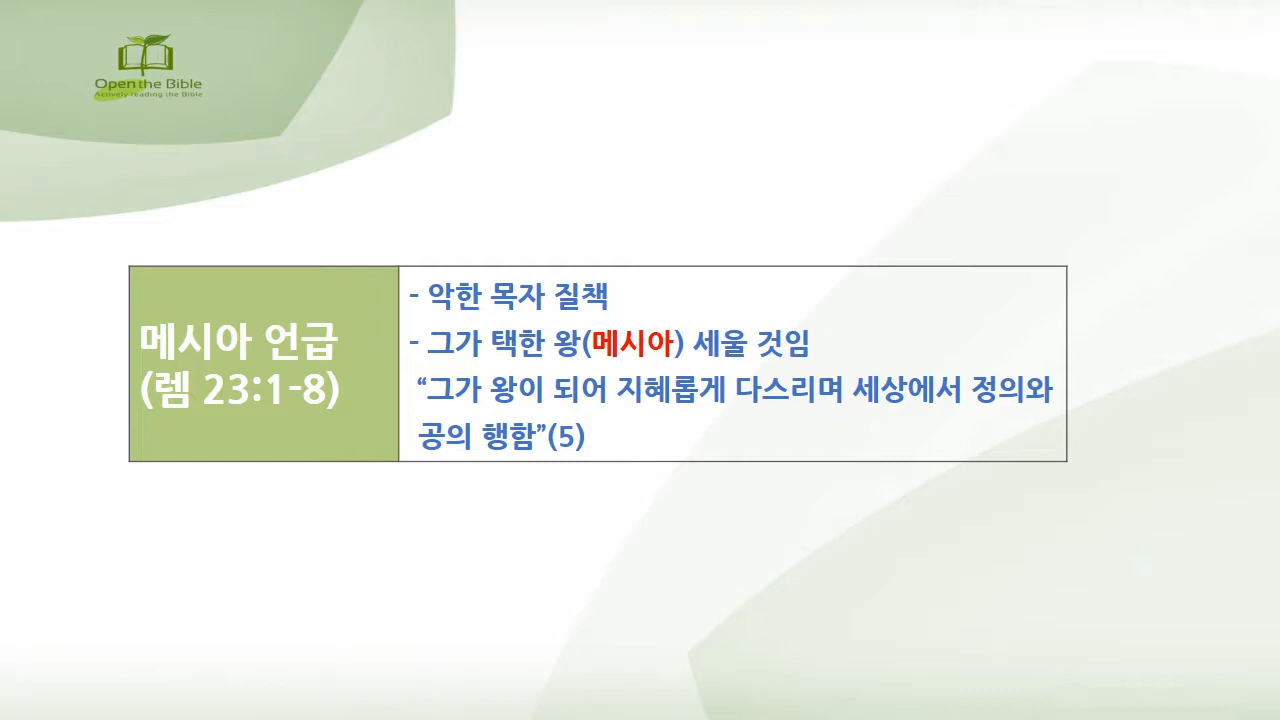 Open the Bible
Actively reading the Bible
메시아 언급
(렘 23:1-8)
- 악한 목자 질책
- 그가 택한 왕(메시아) 세울 것임
“그가 왕이 되어 지혜롭게 다스리며 세상에서 정의와
공의 행함”(5)